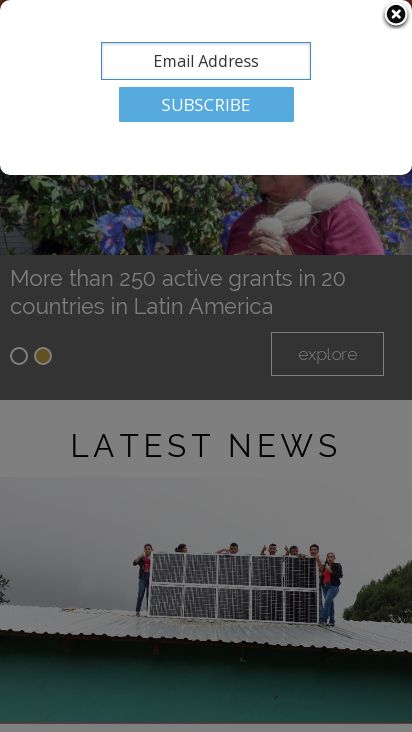 Email Address
SUBSCRIBE
More than 250 active grants in 20
countries in Latin America
explore
LATEST NEWS